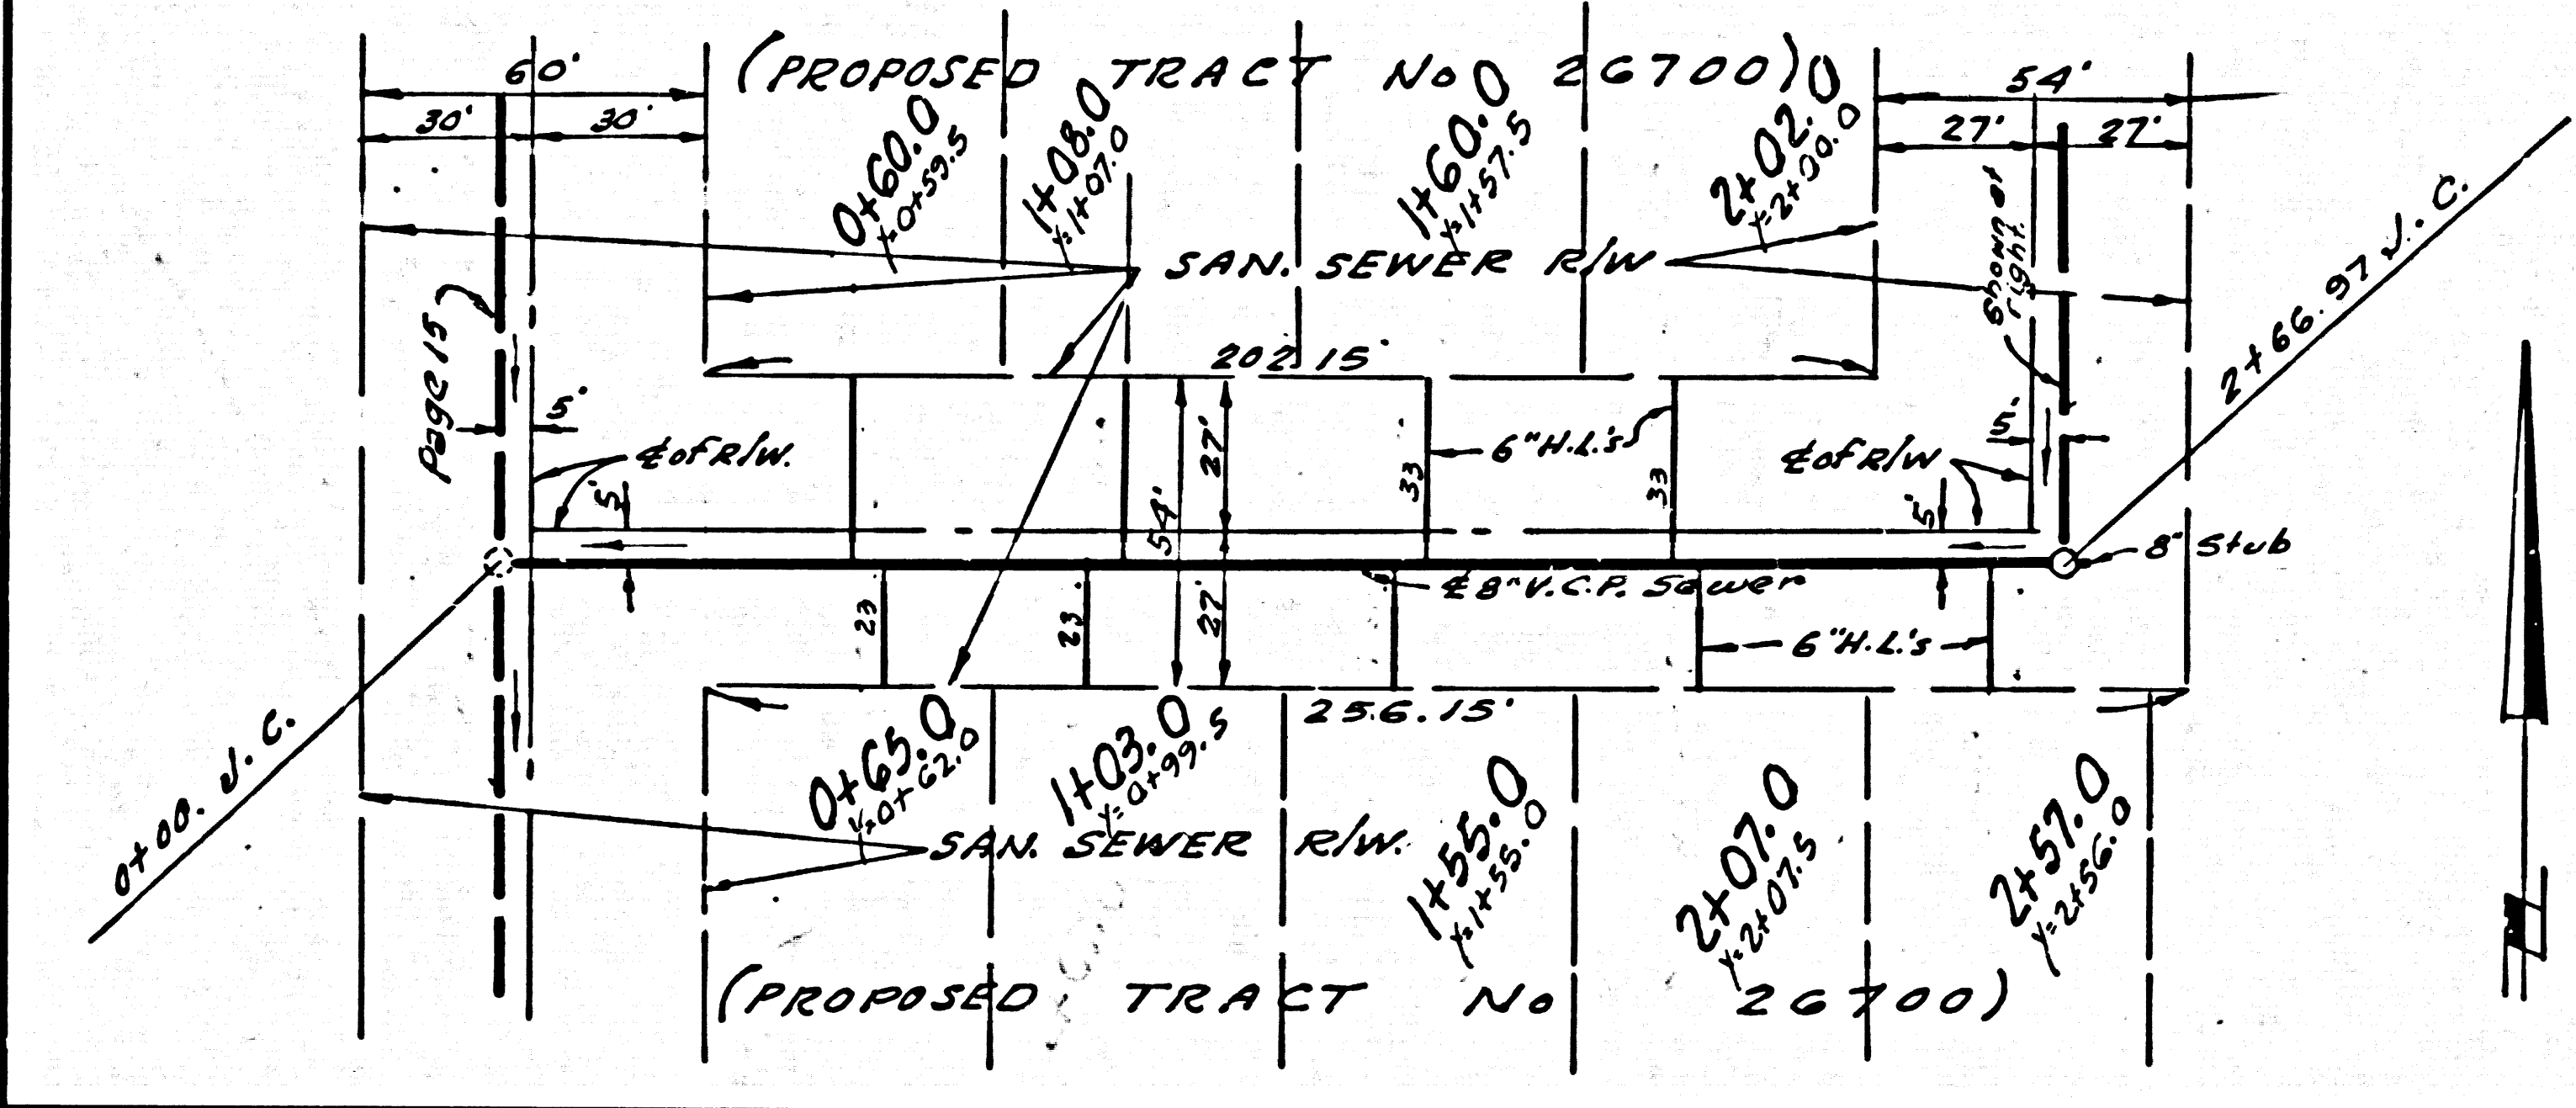 (PROPOSED TRACT No 26700)
60'
30' 30'
54'
27' 27'
0+60.0
Y=0+59.5
1+08.0
Y=1+07.0
1+60.0
Y=1+57.5
2+02.0
Y=2+00.0
SAN. SEWER R/W
shown at
right.
2+66.97 J.C.
Page 15
202.15'
5'
5'
℄ of R/W.
5'
54'
27'
33
6"H.L.'s
33
℄ of R/W
5'
8" Stub
℄ 8" V.C.P. Sewer
23
23
27'
6"H.L.'s
256.15'
0+00. J.C.
0+65.0
Y=0+62.0
1+03.0
Y=0+99.5
1+55.0
Y=1+55.0
2+07.0
Y=2+07.5
2+57.0
Y=2+56.0
SAN. SEWER R/W.
(PROPOSED TRACT No 26700)